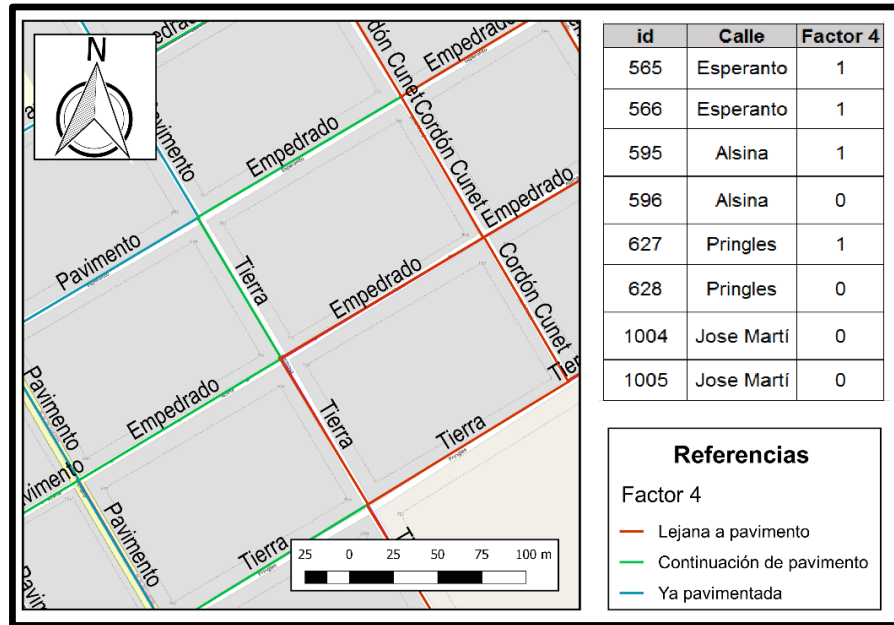 N
Empedrado
Cordón Cunet
Pavimento
Empedrado
Cordón Cunet
Empedrado
Pavimento
Tierra
Empedrado
Cordón Cunet
Pavimento
Empedrado
Tierra
Tierra
Tierra
Pavimento
Tierra
25 0 25 50 75 100 m
id Calle Factor 4
565 Esperanto 1
566 Esperanto 1
595 Alsina 1
596 Alsina 0
627 Pringles 1
628 Pringles 0
1004 Jose Martí 0
1005 Jose Martí 0
Referencias
Factor 4
Lejana a pavimento
Continuación de pavimento
Ya pavimentada